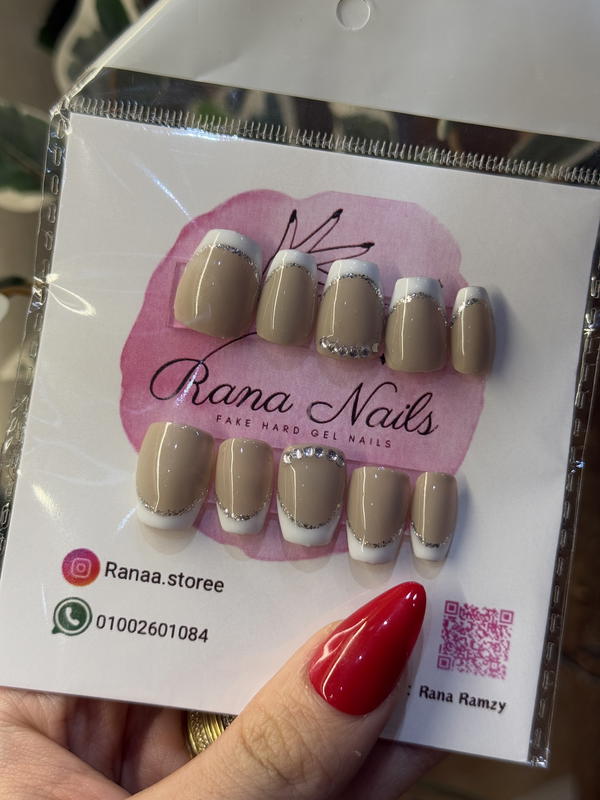 Rana Nails
FAKE HARD GEL NAILS
Ranaa.storee
01002601084
: Rana Ramzy